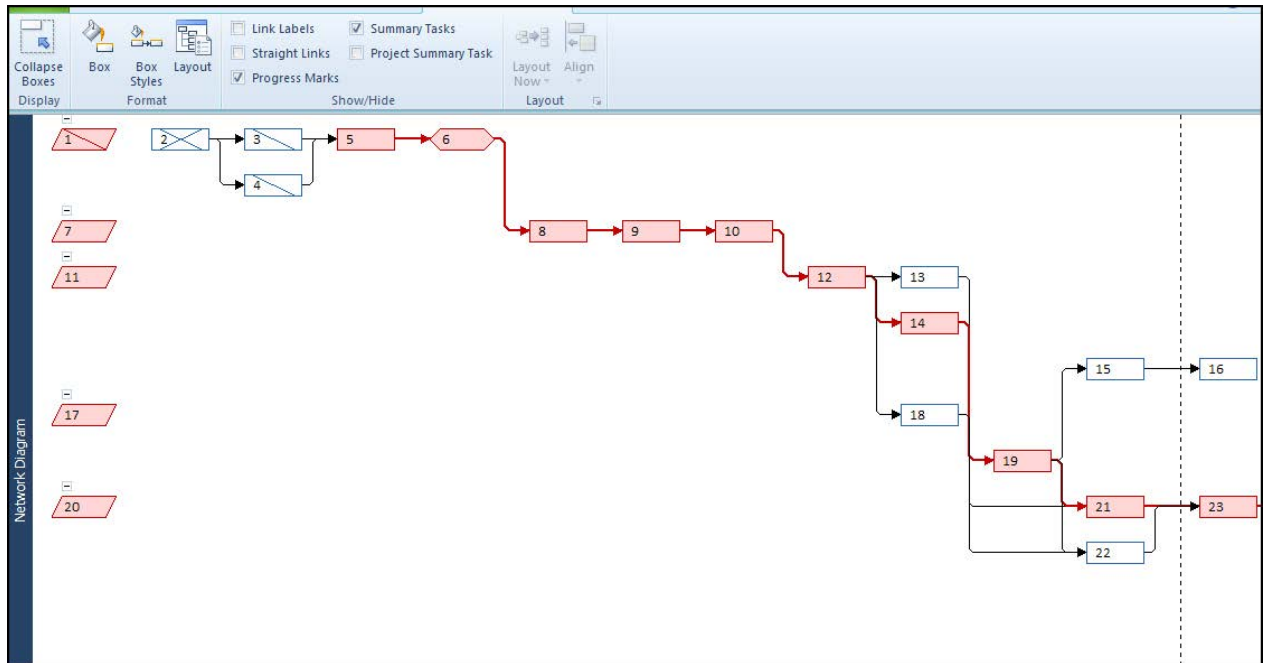 Link Labels Summary Tasks
Straight Links Project Summary Task
Progress Marks
Collapse Boxes Box Box Styles Layout Layout Now Align
Display Format Show/Hide Layout
1 2 3 5 6
4
7 8 9 10
11 12 13
14
15 16
17 18
19
20 21 23
22
Network Diagram